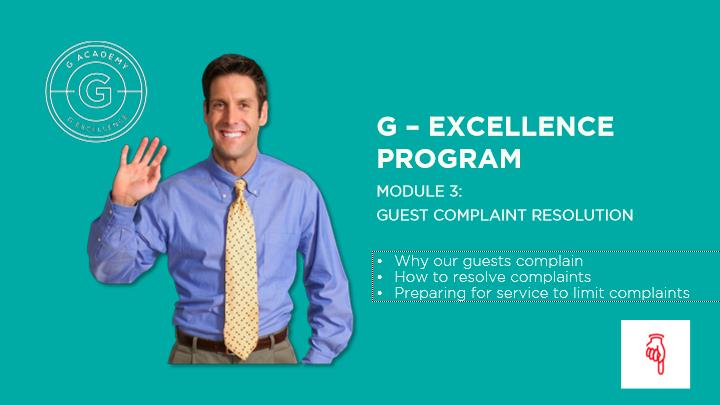 G ACADEMY
G
G EXCELLENCE
G – EXCELLENCE
PROGRAM
MODULE 3:
GUEST COMPLAINT RESOLUTION
• Why our guests complain
• How to resolve complaints
• Preparing for service to limit complaints